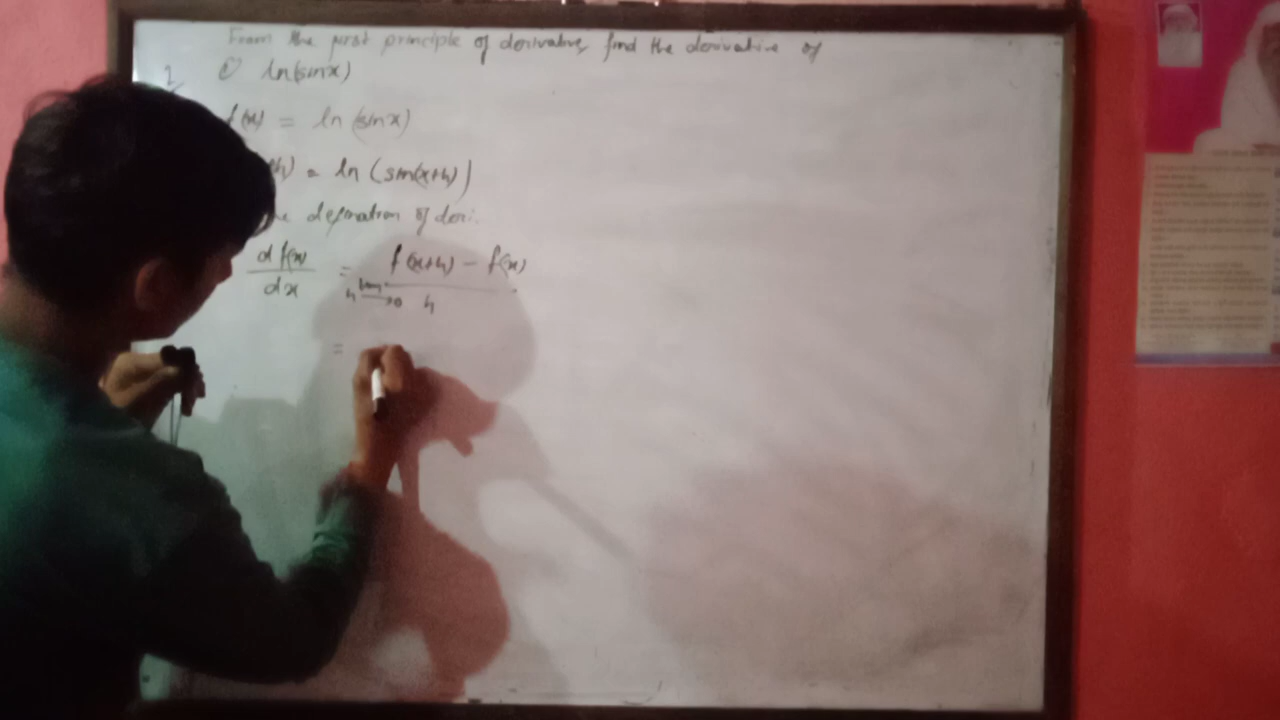 From the first principle of derivative, find the derivative of
ln(sinx)
f(x) = ln (sinx)
h) = ln (sin(x+h))
defination of deri.
d f(x) / dx = lim h→0 f(x+h) - f(x) / h
=